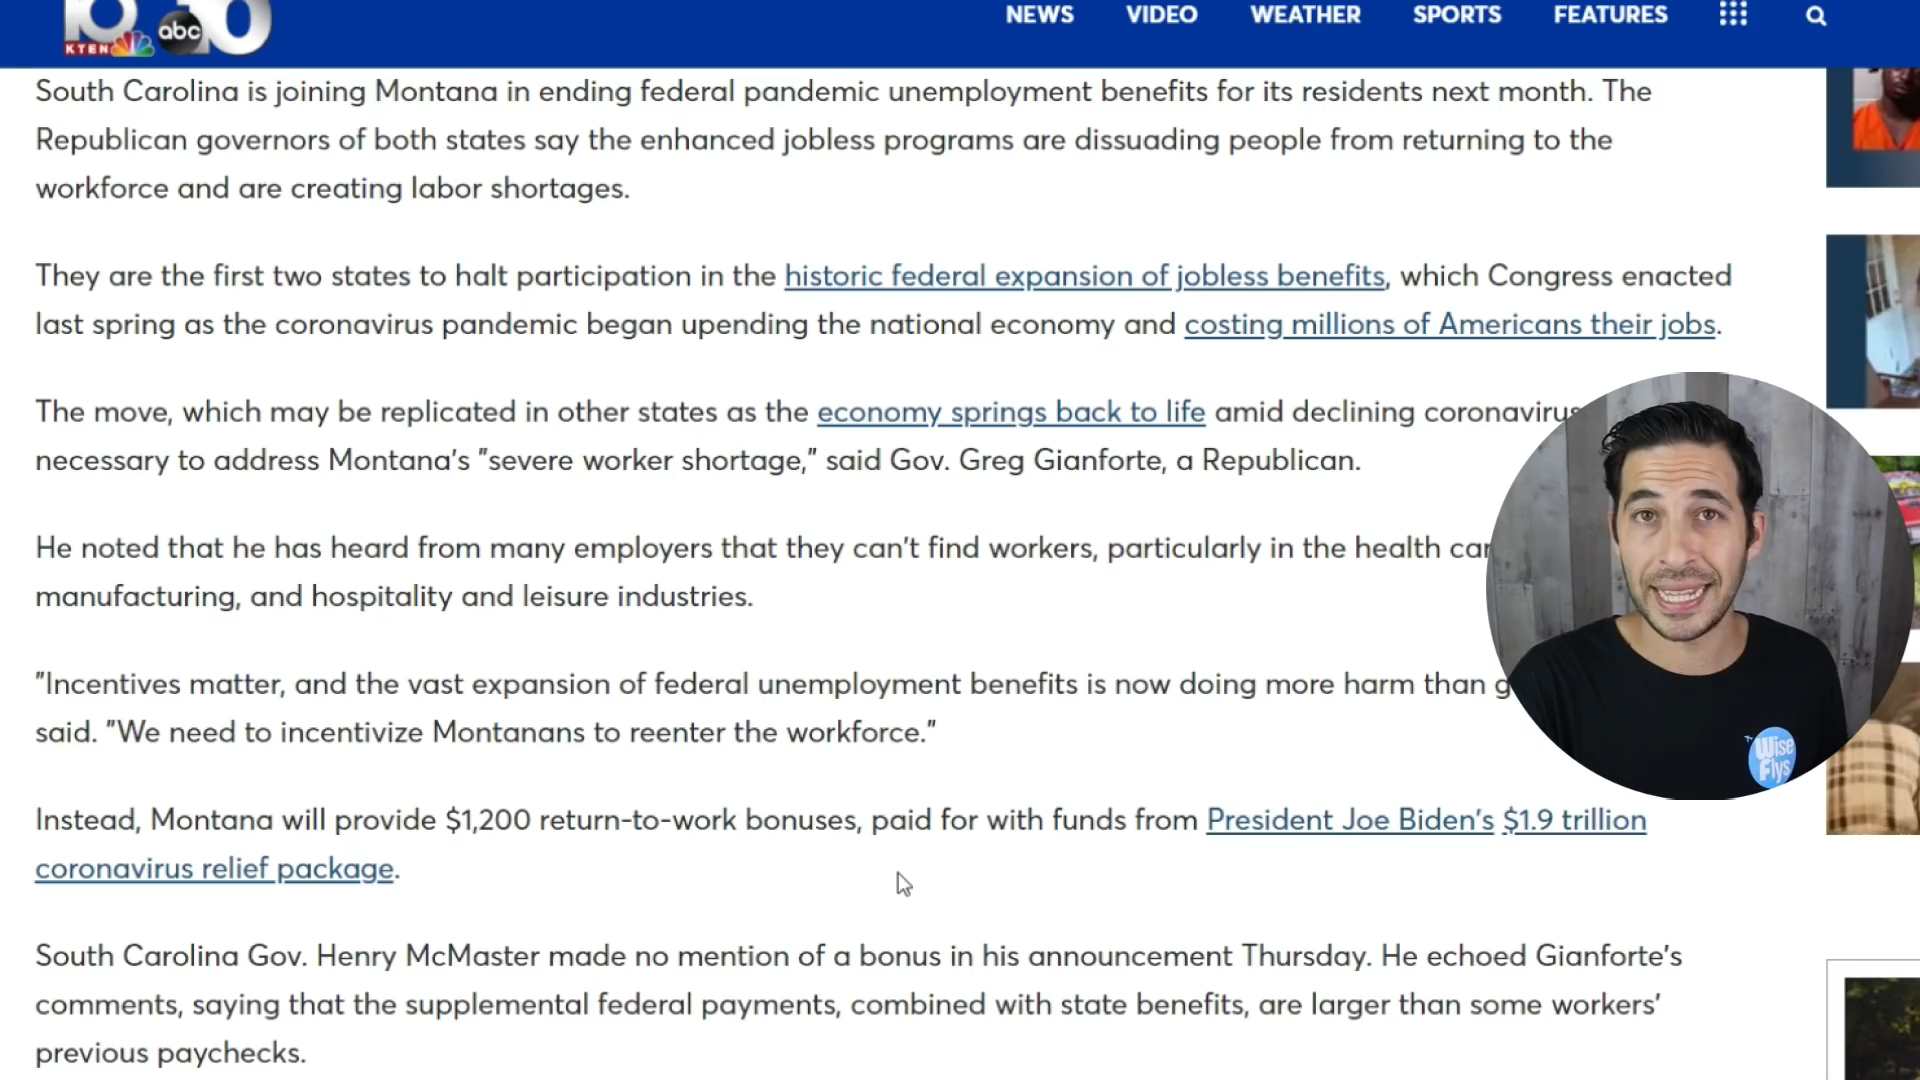 10 abc 10
KTEN
NEWS VIDEO WEATHER SPORTS FEATURES
South Carolina is joining Montana in ending federal pandemic unemployment benefits for its residents next month. The
Republican governors of both states say the enhanced jobless programs are dissuading people from returning to the
workforce and are creating labor shortages.
They are the first two states to halt participation in the historic federal expansion of jobless benefits, which Congress enacted
last spring as the coronavirus pandemic began upending the national economy and costing millions of Americans their jobs.
The move, which may be replicated in other states as the economy springs back to life amid declining coronavirus
necessary to address Montana's "severe worker shortage," said Gov. Greg Gianforte, a Republican.
He noted that he has heard from many employers that they can't find workers, particularly in the health
manufacturing, and hospitality and leisure industries.
"Incentives matter, and the vast expansion of federal unemployment benefits is now doing more harm than
said. "We need to incentivize Montanans to reenter the workforce."
Instead, Montana will provide $1,200 return-to-work bonuses, paid for with funds from President Joe Biden's $1.9 trillion
coronavirus relief package.
South Carolina Gov. Henry McMaster made no mention of a bonus in his announcement Thursday. He echoed Gianforte's
comments, saying that the supplemental federal payments, combined with state benefits, are larger than some workers'
previous paychecks.
Wise
Flys